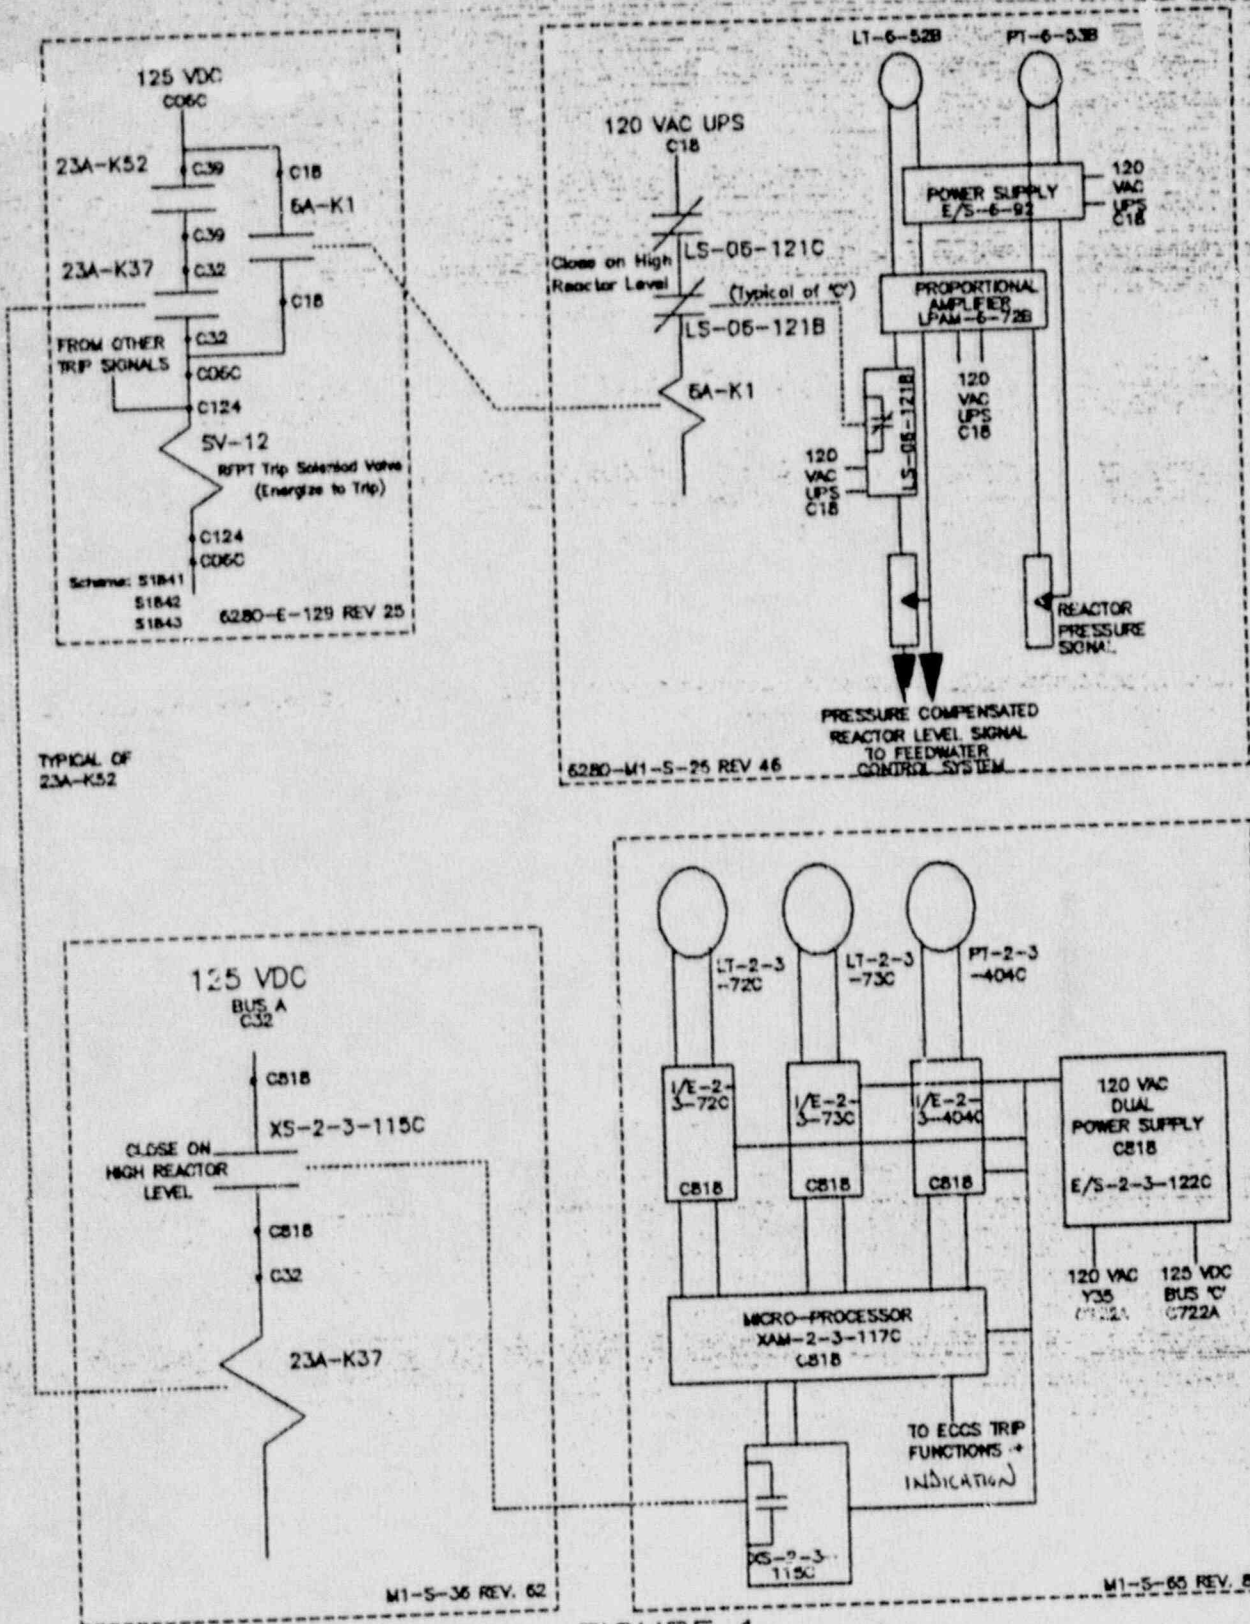 125 VDC
C06C
23A-K52
C39
C18
6A-K1
C39
23A-K37
C32
C18
FROM OTHER
TRIP SIGNALS
C32
C06C
C124
SV-12
RFPT Trip Solenoid Valve
(Energize to Trip)
C124
C06C
Scheme: S1841
S1842
S1843
6280-E-129 REV 25
LT-6-52B
PT-6-53B
120 VAC UPS
C18
POWER SUPPLY
E/S-6-92
120
VAC
UPS
C18
LS-06-121C
Close on High
Reactor Level
(Typical of 'C')
LS-06-121B
PROPORTIONAL
AMPLIFIER
LPAM-6-72B
6A-K1
LS-06-121B
120
VAC
UPS
C18
120
VAC
UPS
C18
REACTOR
PRESSURE
SIGNAL
PRESSURE COMPENSATED
REACTOR LEVEL SIGNAL
TO FEEDWATER
CONTROL SYSTEM
6280-M1-S-25 REV 46
TYPICAL OF
23A-K52
125 VDC
BUS A
C32
C818
XS-2-3-115C
CLOSE ON
HIGH REACTOR
LEVEL
C818
C32
23A-K37
M1-S-36 REV. 62
LT-2-3
-72C
LT-2-3
-73C
PT-2-3
-404C
I/E-2-
3-72C
C818
I/E-2-
3-73C
C818
I/E-2-
3-404C
C818
120 VAC
DUAL
POWER SUPPLY
C818
E/S-2-3-122C
120 VAC
Y35
125 VDC
BUS 'C'
C722A
MICRO-PROCESSOR
XAM-2-3-117C
C818
TO ECCS TRIP
FUNCTIONS +
INDICATION
XS-2-3-
115C
M1-S-65 REV.